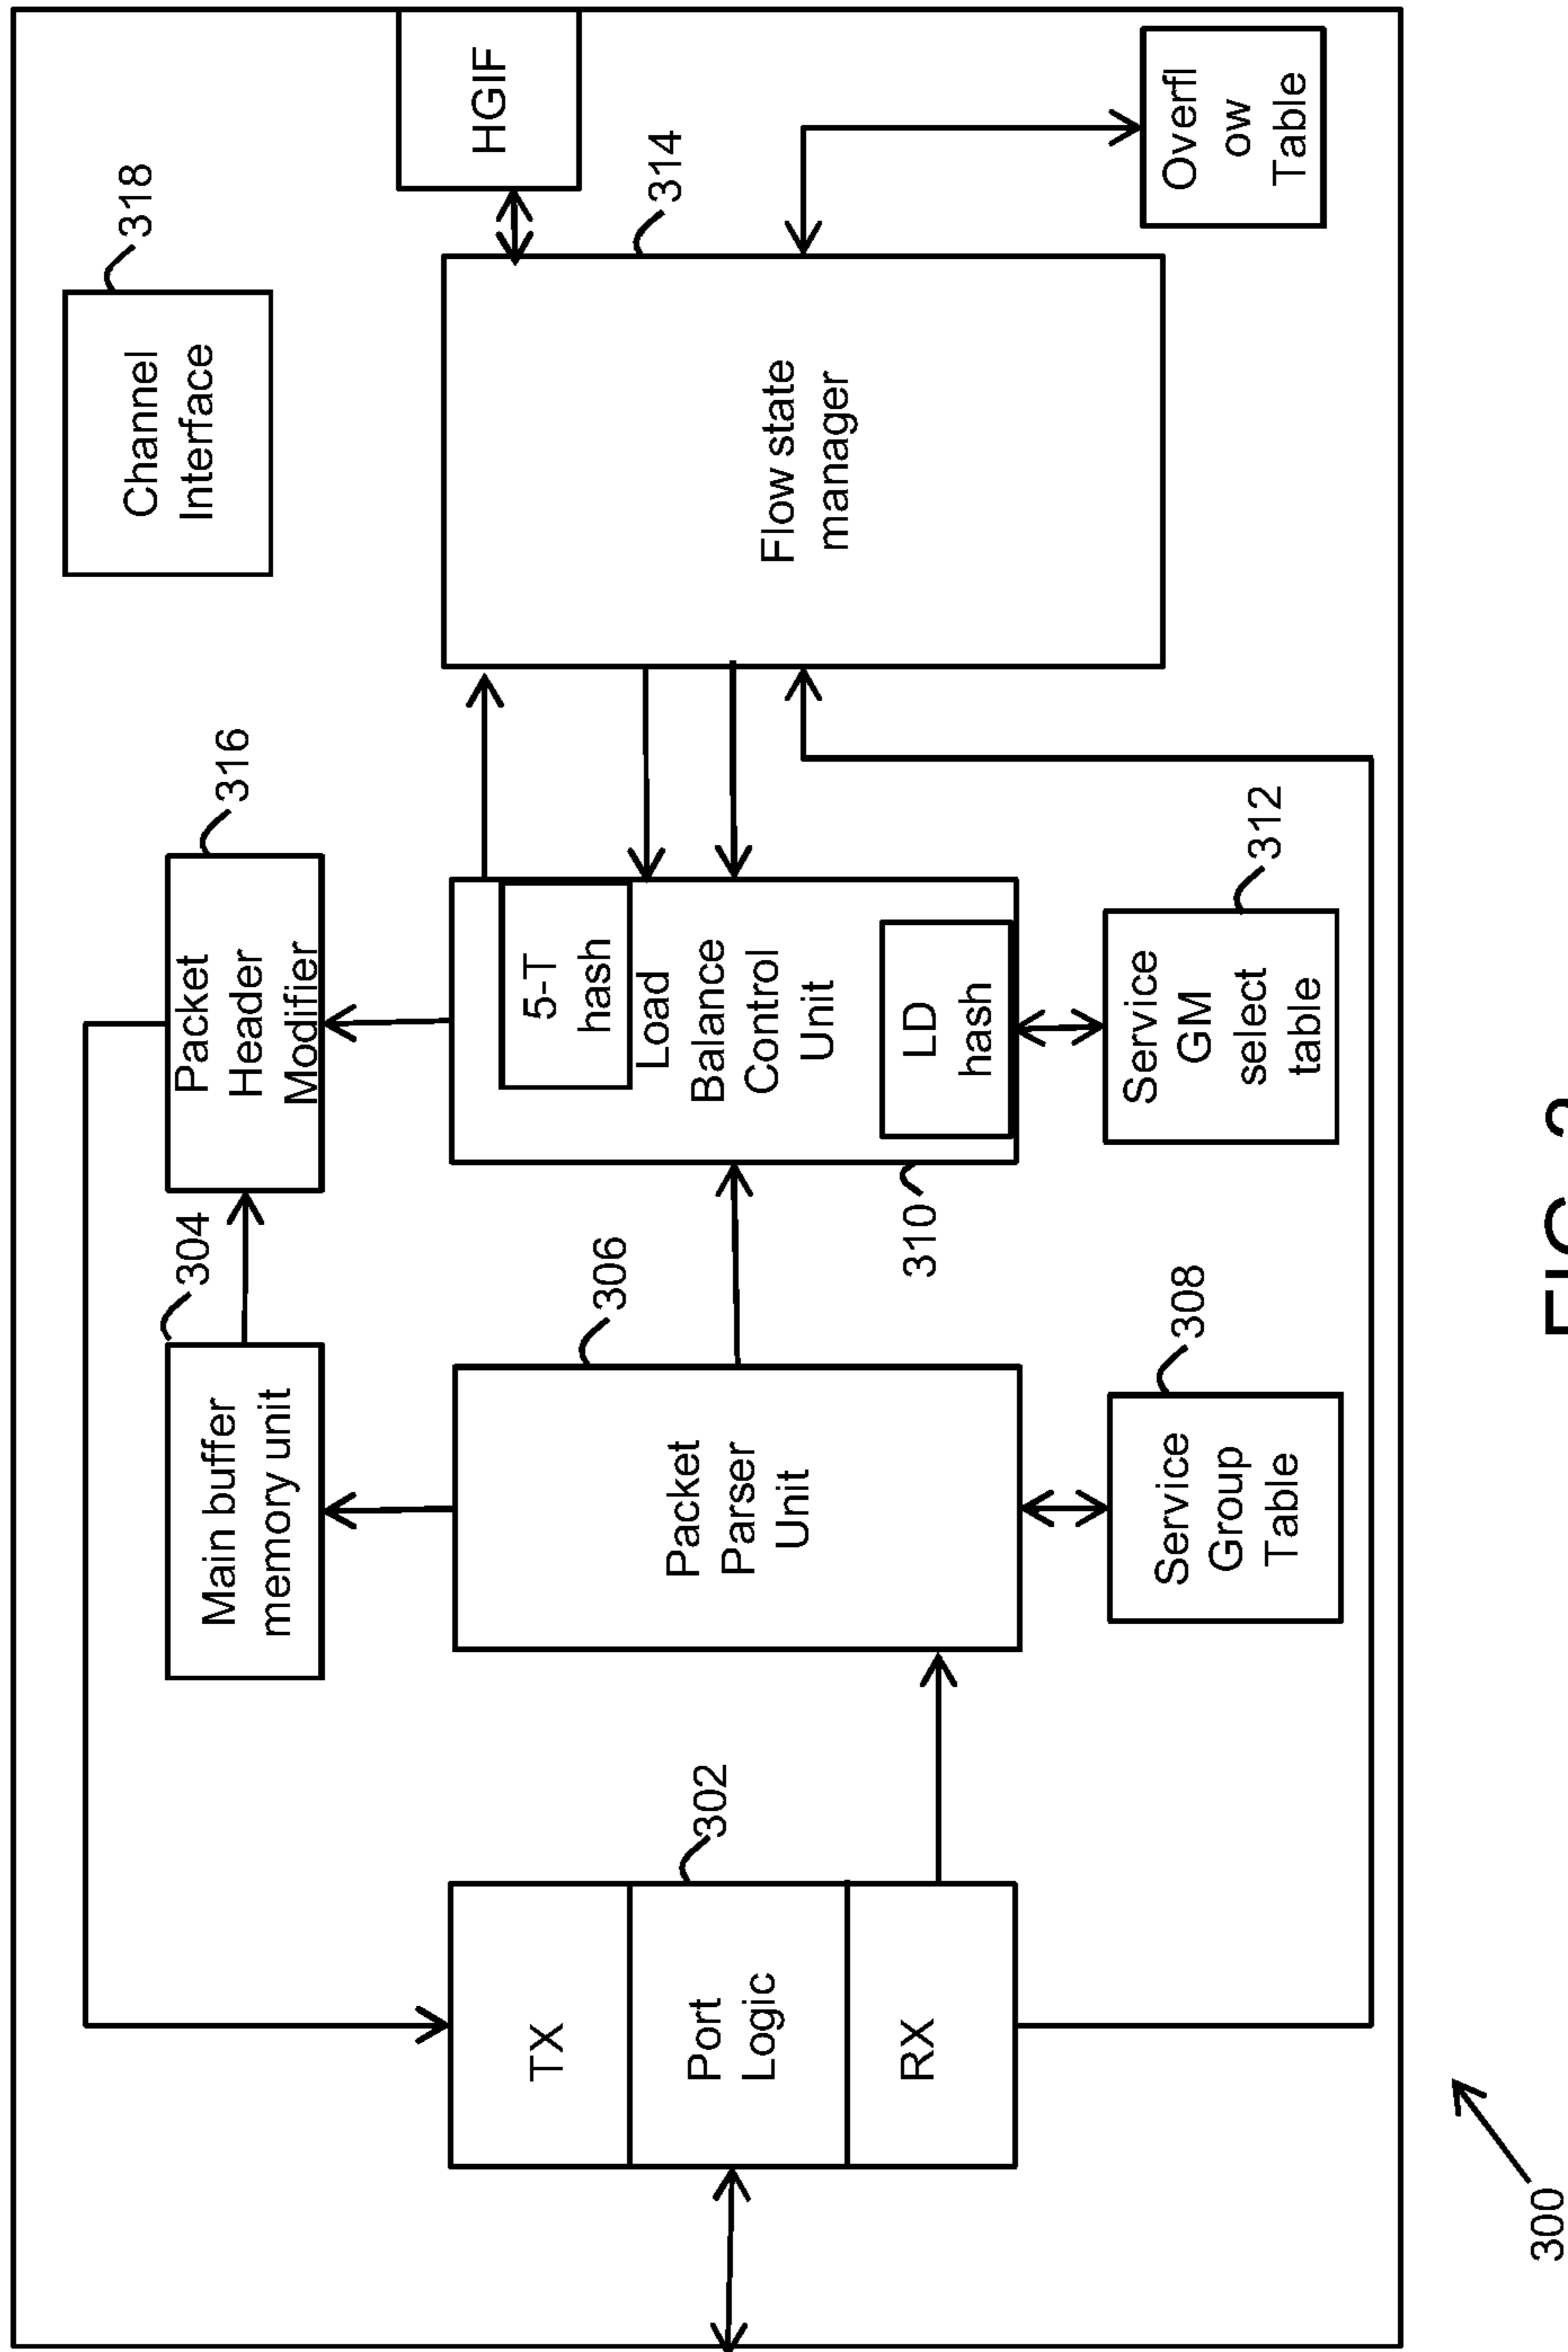 318
Channel
Interface
304
316
Main buffer
memory unit
Packet
Header
Modifier
HGIF
TX
302
Port
Logic
RX
306
Packet
Parser
Unit
5-T
hash
Load
Balance
Control
Unit
LD
hash
310
314
Flow state
manager
308
Service
Group
Table
312
Service
GM
select
table
Overfl
ow
Table
300